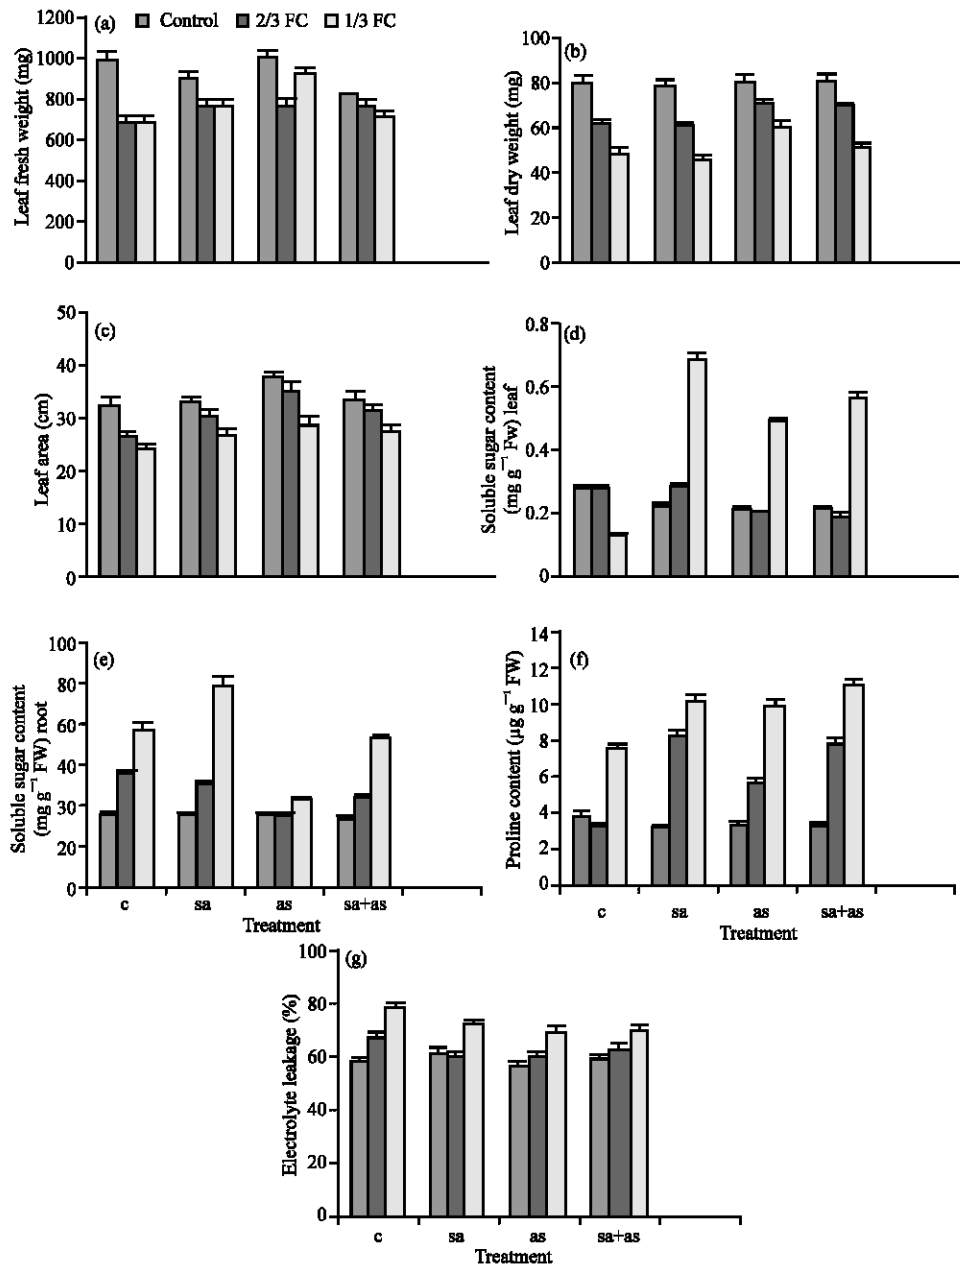 (a) Control 2/3 FC 1/3 FC
Leaf fresh weight (mg)
1200
1000
800
600
400
200
0
(b)
Leaf dry weight (mg)
100
80
60
40
20
0
(c)
Leaf area (cm)
50
40
30
20
10
0
(d)
Soluble sugar content
(mg g⁻¹ Fw) leaf
0.8
0.6
0.4
0.2
0
(e)
Soluble sugar content
(mg g⁻¹ FW) root
100
80
60
40
30
20
0
c sa as sa+as
Treatment
(f)
Proline content (µg g⁻¹ FW)
14
12
10
8
6
4
2
0
c sa as sa+as
Treatment
(g)
Electrolyte leakage (%)
100
80
60
40
20
0
c sa as sa+as
Treatment